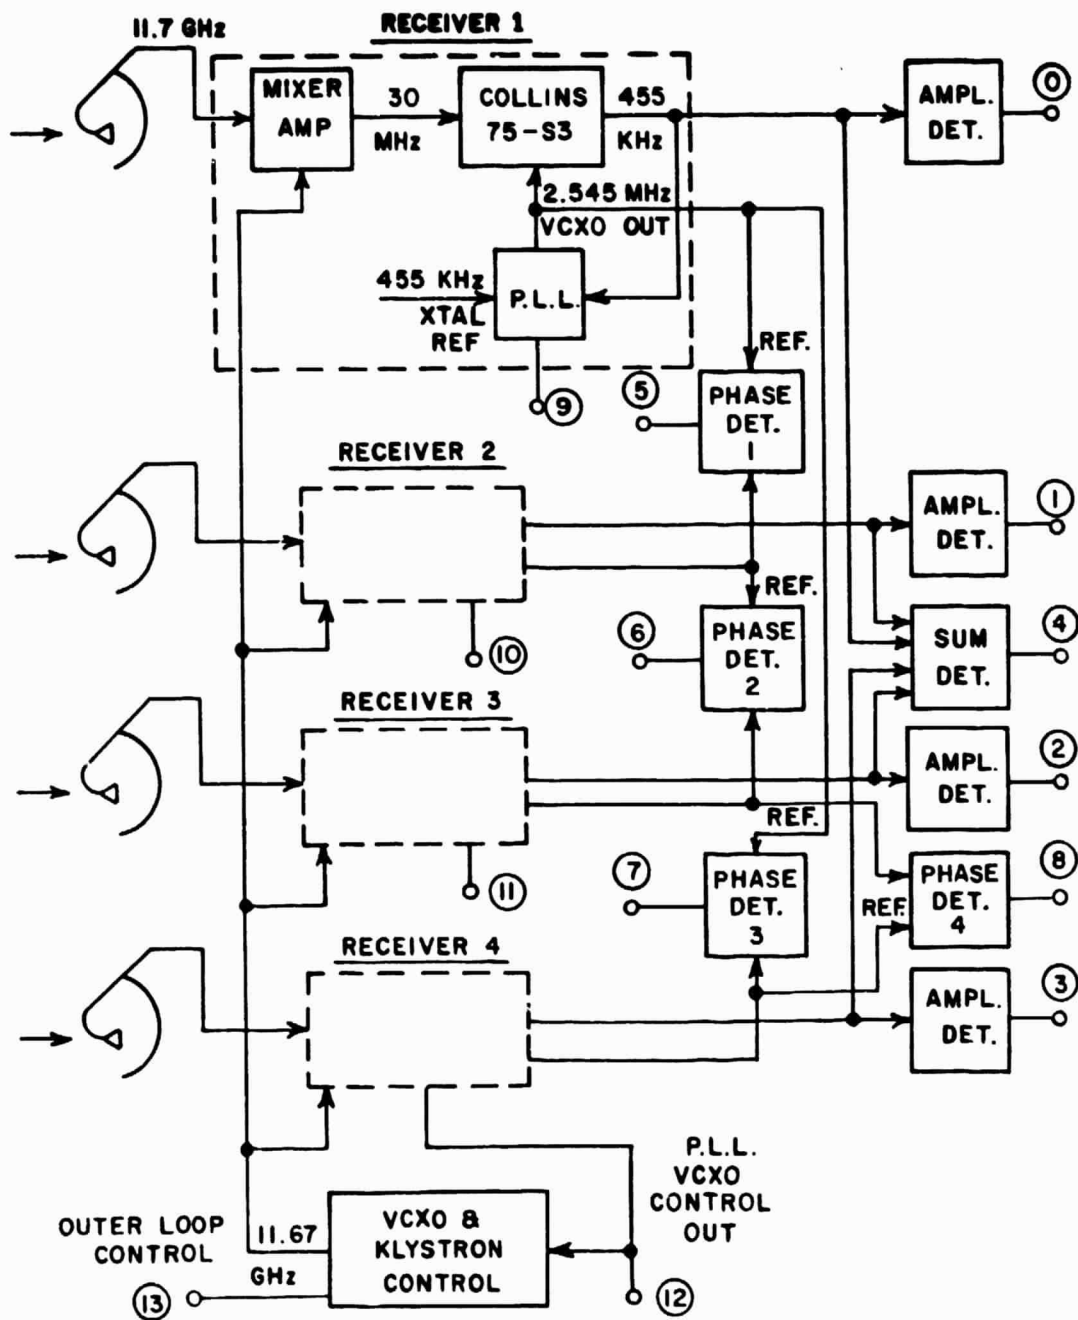 RECEIVER 1
11.7 GHz
MIXER
AMP
30
MHz
COLLINS
75-S3
455
KHz
AMPL.
DET.
0
2.545 MHz
VCXO OUT
455 KHz
XTAL
REF
P.L.L.
9
REF.
5
PHASE
DET.
1
RECEIVER 2
10
AMPL.
DET.
1
REF.
6
PHASE
DET.
2
SUM
DET.
4
RECEIVER 3
11
AMPL.
DET.
2
REF.
7
PHASE
DET.
3
REF.
PHASE
DET.
4
8
RECEIVER 4
AMPL.
DET.
3
P.L.L.
VCXO
CONTROL
OUT
OUTER LOOP
CONTROL
11.67
GHz
13
VCXO &
KLYSTRON
CONTROL
12